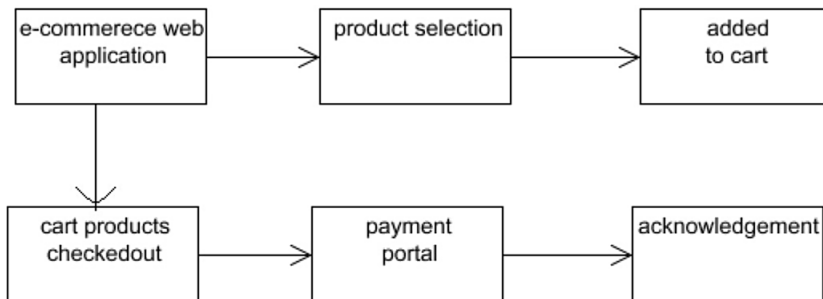 e-commerece web
application
product selection
added
to cart
cart products
checkedout
payment
portal
acknowledgement